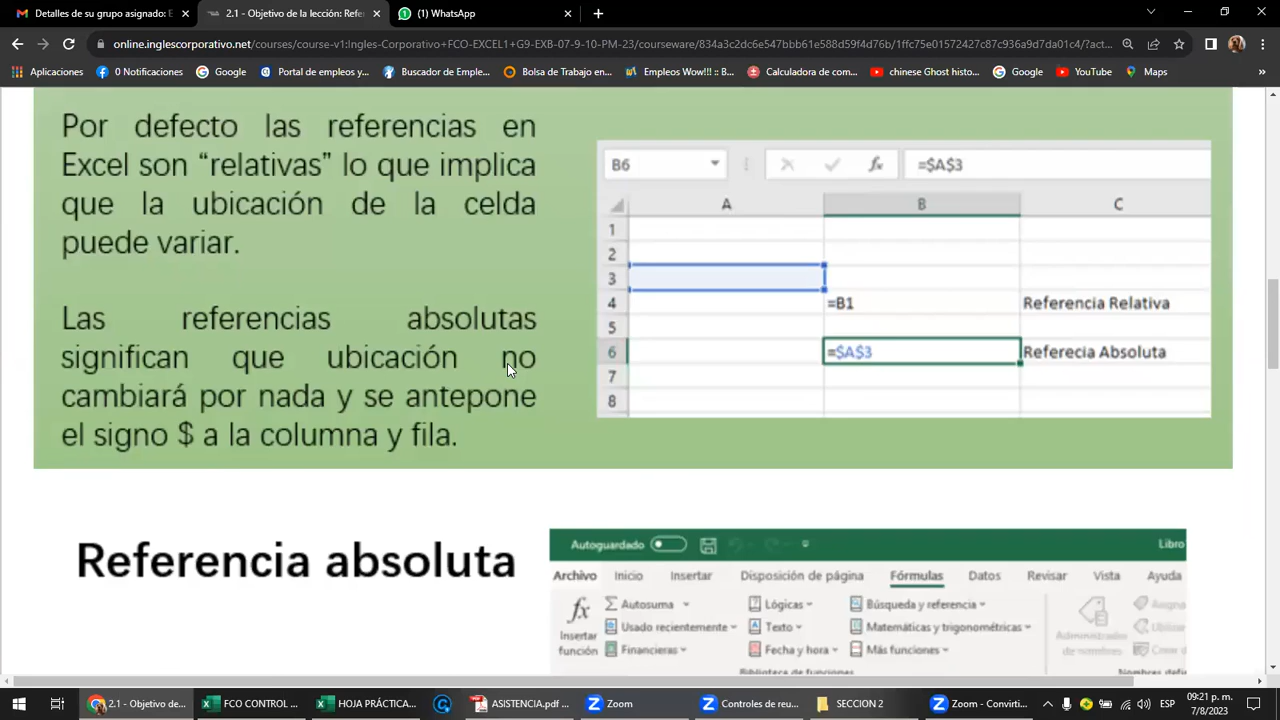 Detalles de su grupo asignado: E
2.1 - Objetivo de la lección: Refer
(1) WhatsApp
online.inglescorporativo.net/courses/course-v1:Ingles-Corporativo+FCO-EXCEL1+G9-EXB-07-9-10-PM-23/courseware/834a3c2dc6e547bbb61e588d59f4d76b/1ffc75e01572427c87c936a9d7da01c4/?act...
Aplicaciones
0 Notificaciones
Google
Portal de empleos y...
Buscador de Emple...
Bolsa de Trabajo en...
Empleos Wow!!! :: B...
Calculadora de com...
chinese Ghost histo...
Google
YouTube
Maps
Por defecto las referencias en
Excel son “relativas” lo que implica
que la ubicación de la celda
puede variar.
Las referencias absolutas
significan que ubicación no
cambiará por nada y se antepone
el signo $ a la columna y fila.
B6
fx
=$A$3
A B C
1
2
3
4 =B1 Referencia Relativa
5
6 =$A$3 Referecia Absoluta
7
8
Referencia absoluta
Autoguardado
Libro
Archivo Inicio Insertar Disposición de página Fórmulas Datos Revisar Vista Ayuda
fx
Insertar
función
Autosuma
Usado recientemente
Financieras
Lógicas
Texto
Fecha y hora
Búsqueda y referencia
Matemáticas y trigonométricas
Más funciones
Biblioteca de funciones
Administrador
de nombres
2.1 - Objetivo de...
FCO CONTROL ...
HOJA PRÁCTICA...
ASISTENCIA.pdf ...
Zoom
Controles de reu...
SECCION 2
Zoom - Convirti...
ESP
09:21 p. m.
7/8/2023